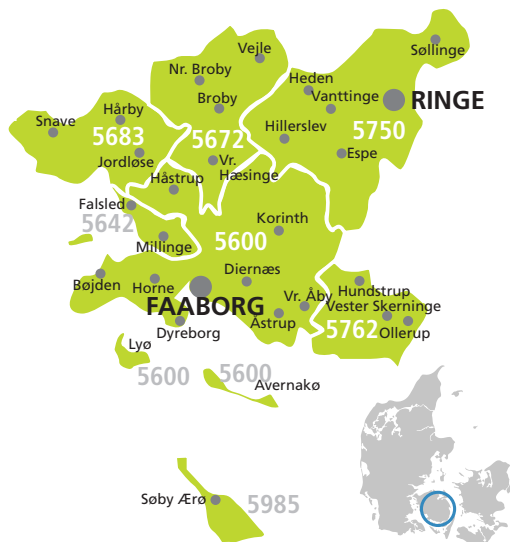 Vejle
Søllinge
Nr. Broby
Heden
Broby
Vanttinge
RINGE
Hårby
Snave
5683
5672
Hillerslev
5750
Jordløse
Vr.
Hæsinge
Espe
Håstrup
Falsled
5642
Korinth
Millinge
5600
Bøjden
Horne
Diernæs
Hundstrup
FAABORG
Vr. Åby
Vester Skerninge
Åstrup
5762
Dyreborg
Ollerup
Lyø
5600
5600
Avernakø
Søby Ærø
5985